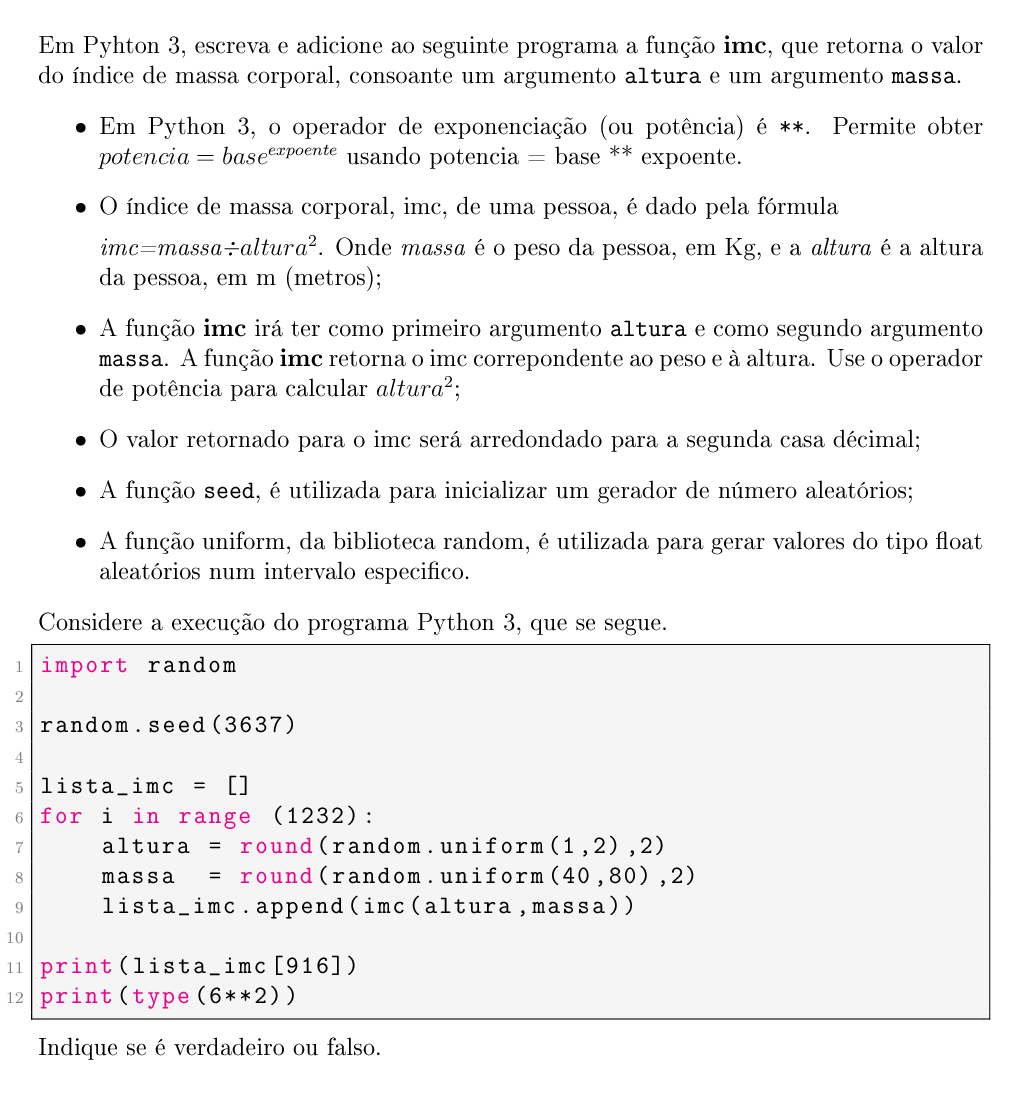 Em Pyhton 3, escreva e adicione ao seguinte programa a função imc, que retorna o valor
do índice de massa corporal, consoante um argumento altura e um argumento massa.
• Em Python 3, o operador de exponenciação (ou potência) é **. Permite obter
potencia = base^expoente usando potencia = base ** expoente.
• O índice de massa corporal, imc, de uma pessoa, é dado pela fórmula
imc=massa÷altura². Onde massa é o peso da pessoa, em Kg, e a altura é a altura
da pessoa, em m (metros);
• A função imc irá ter como primeiro argumento altura e como segundo argumento
massa. A função imc retorna o imc correpondente ao peso e à altura. Use o operador
de potência para calcular altura²;
• O valor retornado para o imc será arredondado para a segunda casa décimal;
• A função seed, é utilizada para inicializar um gerador de número aleatórios;
• A função uniform, da biblioteca random, é utilizada para gerar valores do tipo float
aleatórios num intervalo especifico.
Considere a execução do programa Python 3, que se segue.
1 import random
2
3 random.seed(3637)
4
5 lista_imc = []
6 for i in range (1232):
7     altura = round(random.uniform(1,2),2)
8     massa  = round(random.uniform(40,80),2)
9     lista_imc.append(imc(altura,massa))
10
11 print(lista_imc[916])
12 print(type(6**2))
Indique se é verdadeiro ou falso.